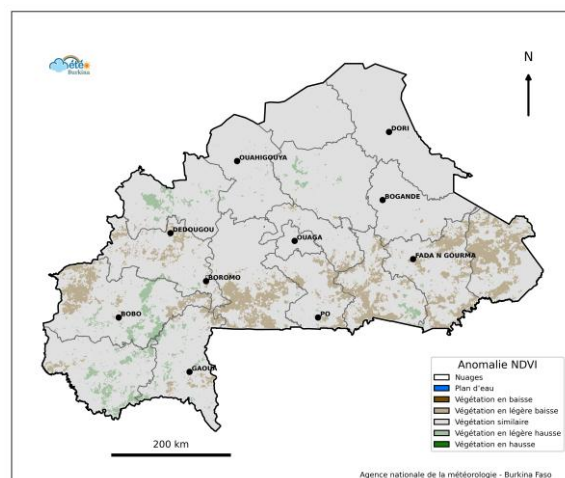 été
Burkina
N
DORI
OUAHIGOUYA
BOGANDE
DEDOUGOU
OUAGA
FADA N GOURMA
BOROMO
BOBO
PO
GAOUA
Anomalie NDVI
Nuages
Plan d'eau
Végétation en baisse
Végétation en légère baisse
Végétation similaire
Végétation en légère hausse
Végétation en hausse
200 km
Agence nationale de la météorologie - Burkina Faso